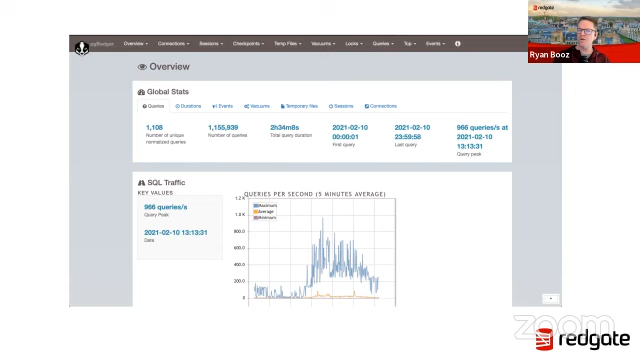 redgate
Ryan Booz
pgBadger
Overview
Connections
Sessions
Checkpoints
Temp Files
Vacuums
Locks
Queries
Top
Events
Overview
Global Stats
Queries
Durations
Events
Vacuums
Temporary files
Sessions
Connections
1,108
Number of unique
normalized queries
1,155,939
Number of queries
2h34m8s
Total query duration
2021-02-10
00:00:01
First query
2021-02-10
23:59:58
Last query
966 queries/s at
2021-02-10
13:13:31
Query peak
SQL Traffic
KEY VALUES
966 queries/s
Query Peak
2021-02-10 13:13:31
Date
QUERIES PER SECOND (5 MINUTES AVERAGE)
1.2 K
1.0 K
800.0
600.0
400.0
200.0
0
Maximum
Average
Minimum
zoom
redgate